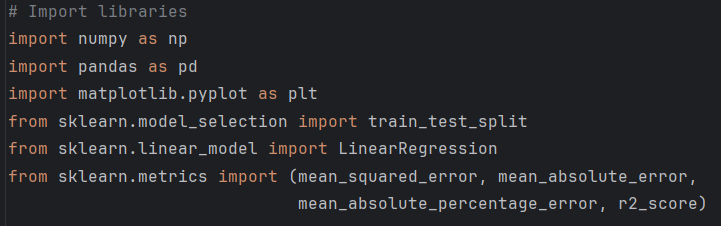 # Import libraries
import numpy as np
import pandas as pd
import matplotlib.pyplot as plt
from sklearn.model_selection import train_test_split
from sklearn.linear_model import LinearRegression
from sklearn.metrics import (mean_squared_error, mean_absolute_error,
                             mean_absolute_percentage_error, r2_score)